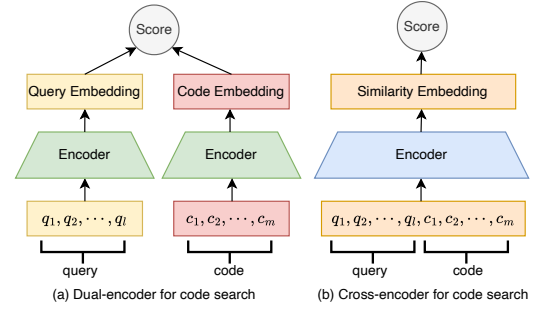 Score
Query Embedding
Code Embedding
Encoder
Encoder
q₁, q₂, ⋯, qₗ
c₁, c₂, ⋯, cₘ
query
code
(a) Dual-encoder for code search
Score
Similarity Embedding
Encoder
q₁, q₂, ⋯, qₗ, c₁, c₂, ⋯, cₘ
query
code
(b) Cross-encoder for code search